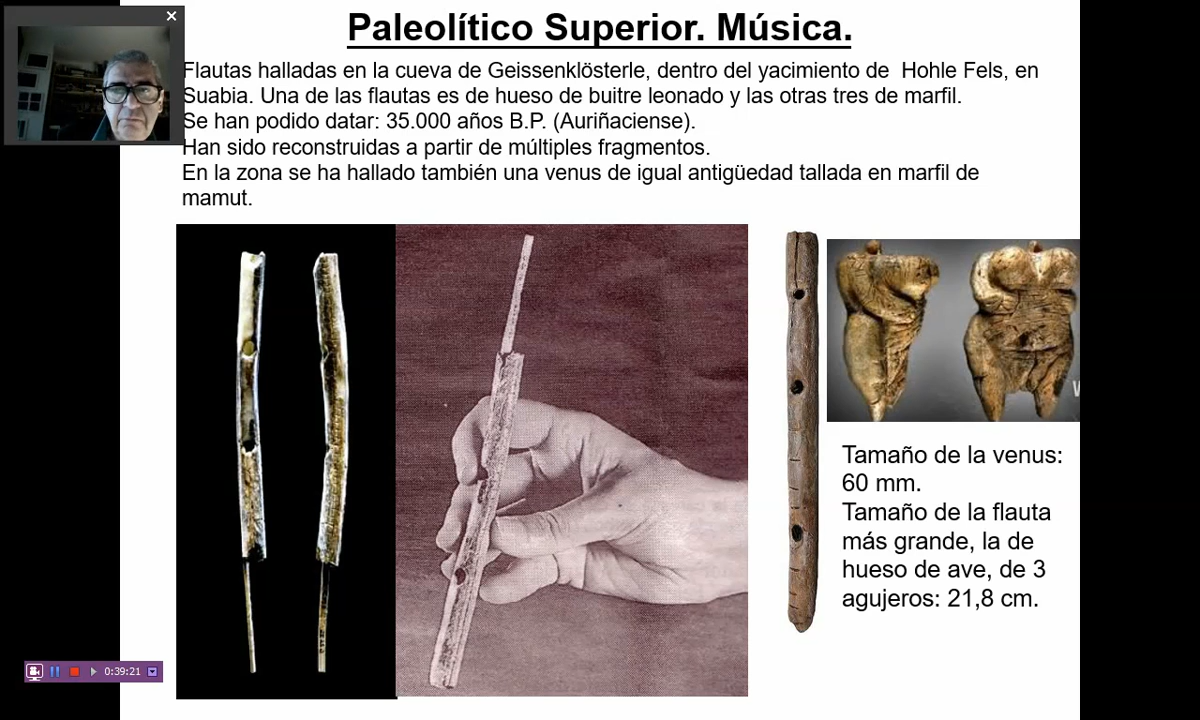 Paleolítico Superior. Música.
Flautas halladas en la cueva de Geissenklösterle, dentro del yacimiento de Hohle Fels, en
Suabia. Una de las flautas es de hueso de buitre leonado y las otras tres de marfil.
Se han podido datar: 35.000 años B.P. (Auriñaciense).
Han sido reconstruidas a partir de múltiples fragmentos.
En la zona se ha hallado también una venus de igual antigüedad tallada en marfil de
mamut.
Tamaño de la venus:
60 mm.
Tamaño de la flauta
más grande, la de
hueso de ave, de 3
agujeros: 21,8 cm.
0:39:21